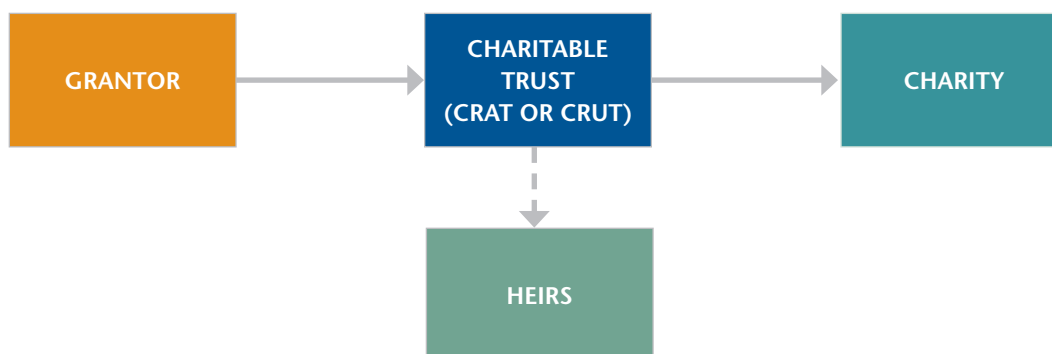 GRANTOR
CHARITABLE
TRUST
(CRAT OR CRUT)
CHARITY
HEIRS